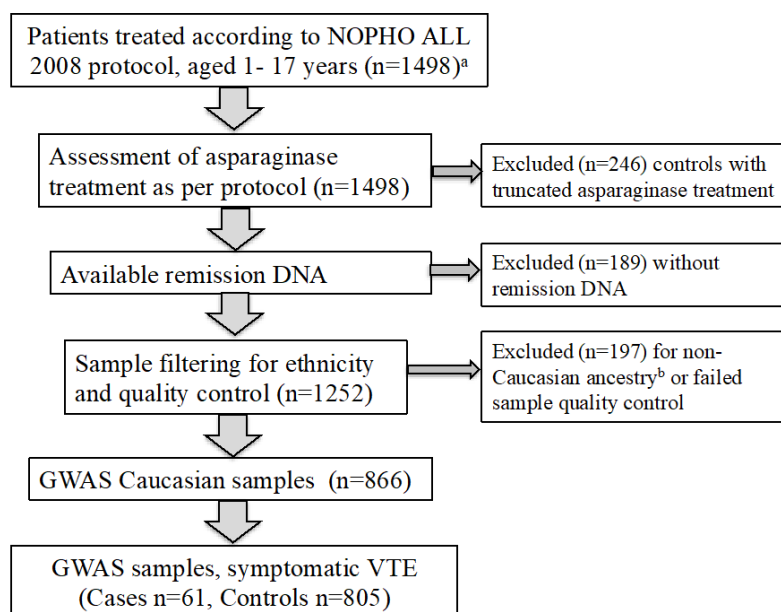 Patients treated according to NOPHO ALL
2008 protocol, aged 1- 17 years (n=1498)ᵃ
Assessment of asparaginase
treatment as per protocol (n=1498)
Excluded (n=246) controls with
truncated asparaginase treatment
Available remission DNA
Excluded (n=189) without
remission DNA
Sample filtering for ethnicity
and quality control (n=1252)
Excluded (n=197) for non-
Caucasian ancestryᵇ or failed
sample quality control
GWAS Caucasian samples (n=866)
GWAS samples, symptomatic VTE
(Cases n=61, Controls n=805)